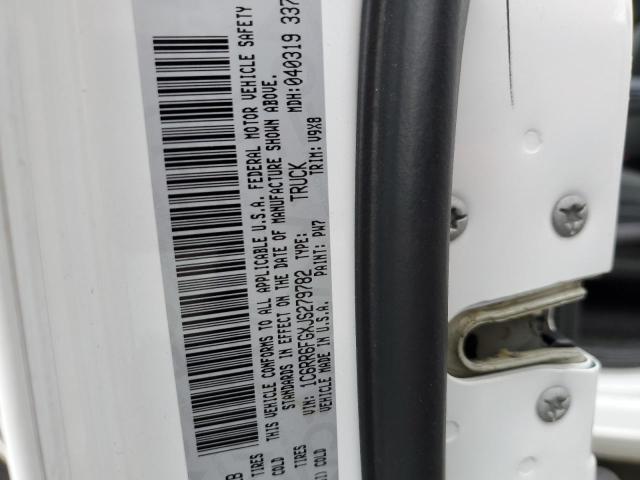 RB
TIRES
COLD
THIS VEHICLE CONFORMS TO ALL APPLICABLE U.S.A. FEDERAL MOTOR VEHICLE SAFETY
STANDARDS IN EFFECT ON THE DATE OF MANUFACTURE SHOWN ABOVE.
VIN: 1C6RR6FGXJS279782 TYPE: TRUCK MDH:040319 337
VEHICLE MADE IN U.S.A. PAINT: PW7 TRIM: V9X8
TIRES
COLD